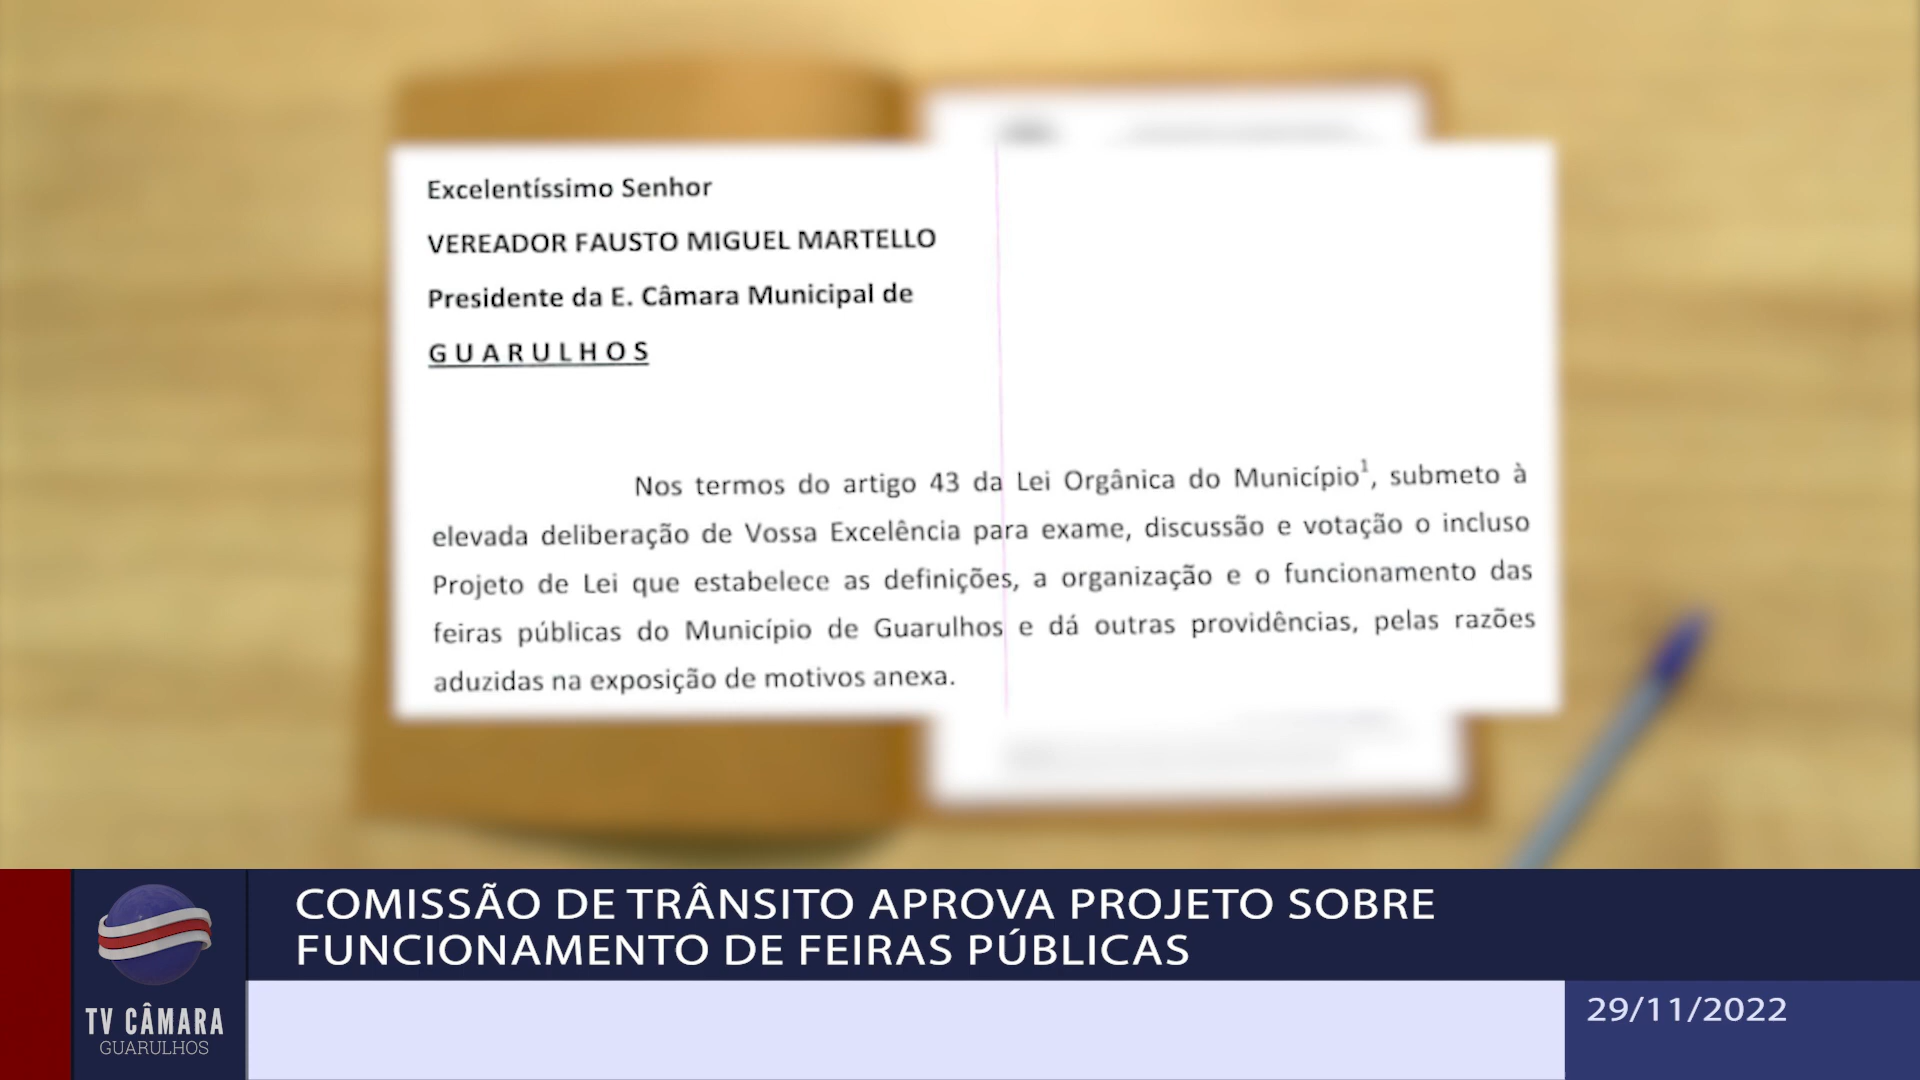 Excelentíssimo Senhor
VEREADOR FAUSTO MIGUEL MARTELLO
Presidente da E. Câmara Municipal de
G U A R U L H O S
Nos termos do artigo 43 da Lei Orgânica do Município¹, submeto à
elevada deliberação de Vossa Excelência para exame, discussão e votação o incluso
Projeto de Lei que estabelece as definições, a organização e o funcionamento das
feiras públicas do Município de Guarulhos e dá outras providências, pelas razões
aduzidas na exposição de motivos anexa.
COMISSÃO DE TRÂNSITO APROVA PROJETO SOBRE
FUNCIONAMENTO DE FEIRAS PÚBLICAS
TV CÂMARA
GUARULHOS
29/11/2022